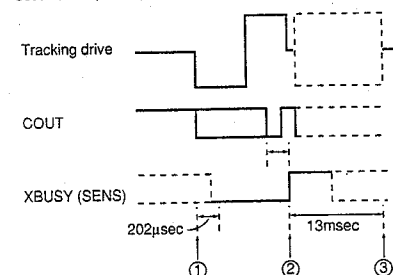 Tracking drive
COUT
XBUSY (SENS)
202μsec
13msec
① ② ③